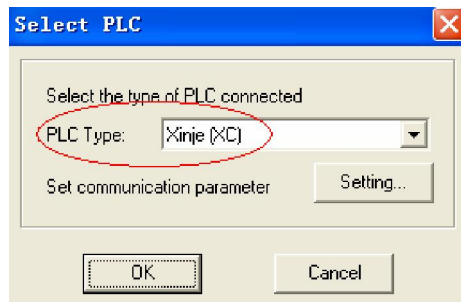 Select PLC
Select the type of PLC connected
PLC Type: Xinje (XC)
Set communication parameter Setting...
OK Cancel